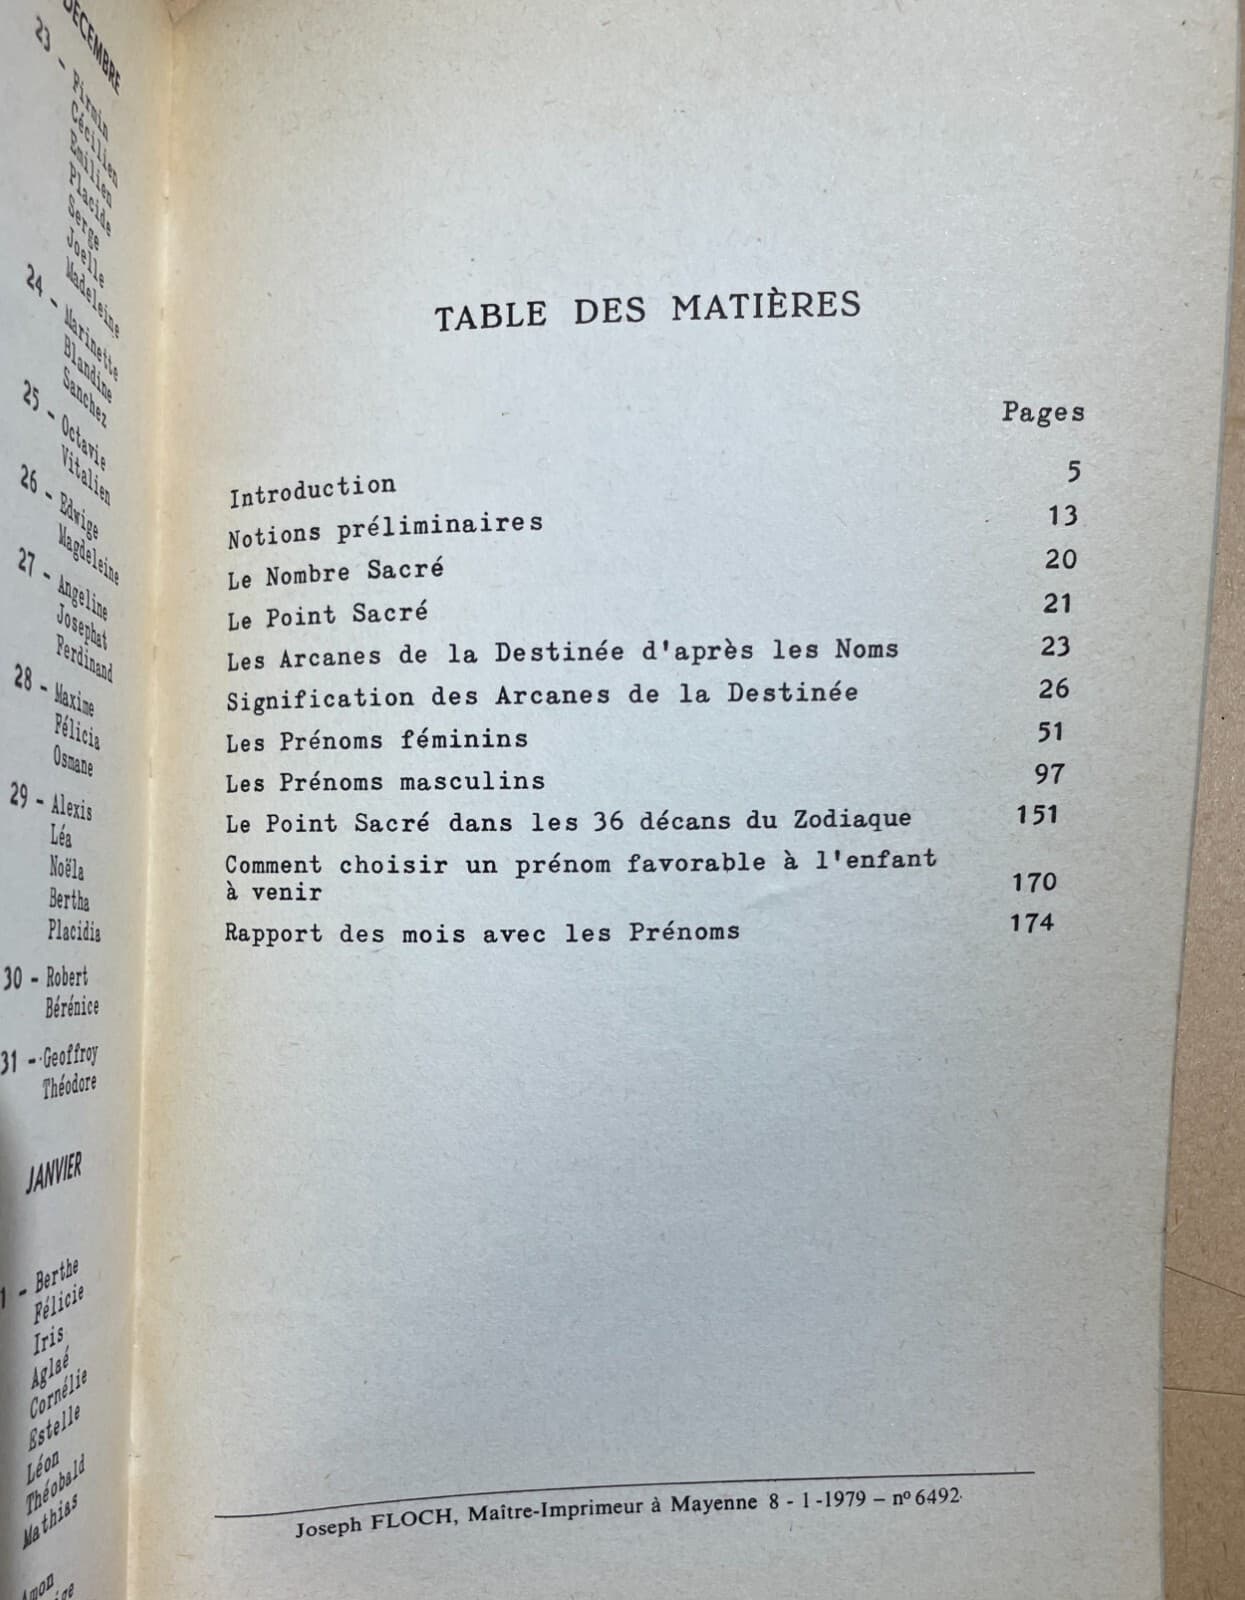 DECEMBRE
23 - Firmin
Cécilien
Emilien
Placide
Serge
Joelle
Madeleine
24 - Marinette
Blandine
Sanchez
25 - Octavie
Vitalien
26 - Edwige
Magdeleine
27 - Angeline
Josephat
Ferdinand
28 - Maxime
Félicia
Osmane
29 - Alexis
Léa
Noëla
Bertha
Placidia
30 - Robert
Bérénice
31 - Geoffroy
Théodore
JANVIER
1 - Berthe
Félicie
Iris
Aglaé
Cornélie
Estelle
Léon
Théobald
Mathias
TABLE DES MATIÈRES
Pages
Introduction 5
Notions préliminaires 13
Le Nombre Sacré 20
Le Point Sacré 21
Les Arcanes de la Destinée d'après les Noms 23
Signification des Arcanes de la Destinée 26
Les Prénoms féminins 51
Les Prénoms masculins 97
Le Point Sacré dans les 36 décans du Zodiaque 151
Comment choisir un prénom favorable à l'enfant
à venir 170
Rapport des mois avec les Prénoms 174
Joseph FLOCH, Maître-Imprimeur à Mayenne 8 - 1 -1979 – nº 6492.